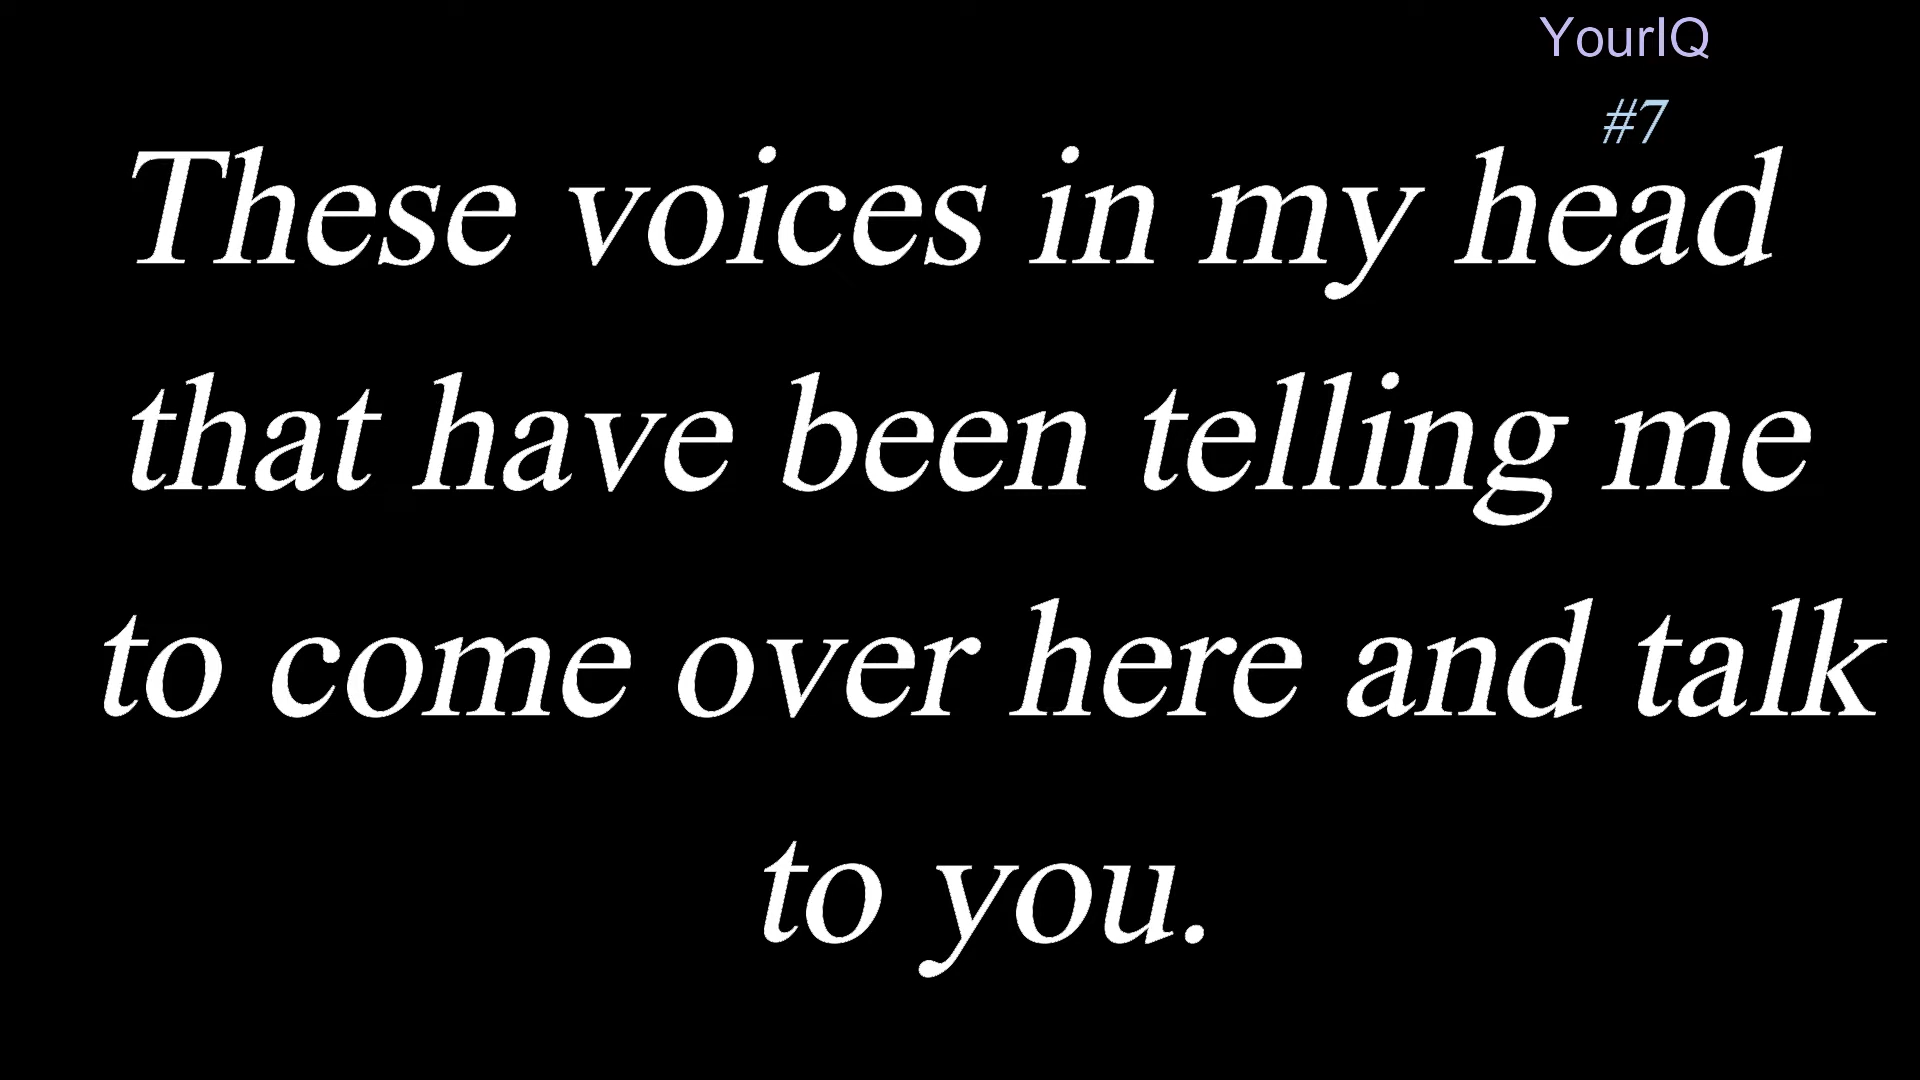 YourIQ
#7
These voices in my head
that have been telling me
to come over here and talk
to you.